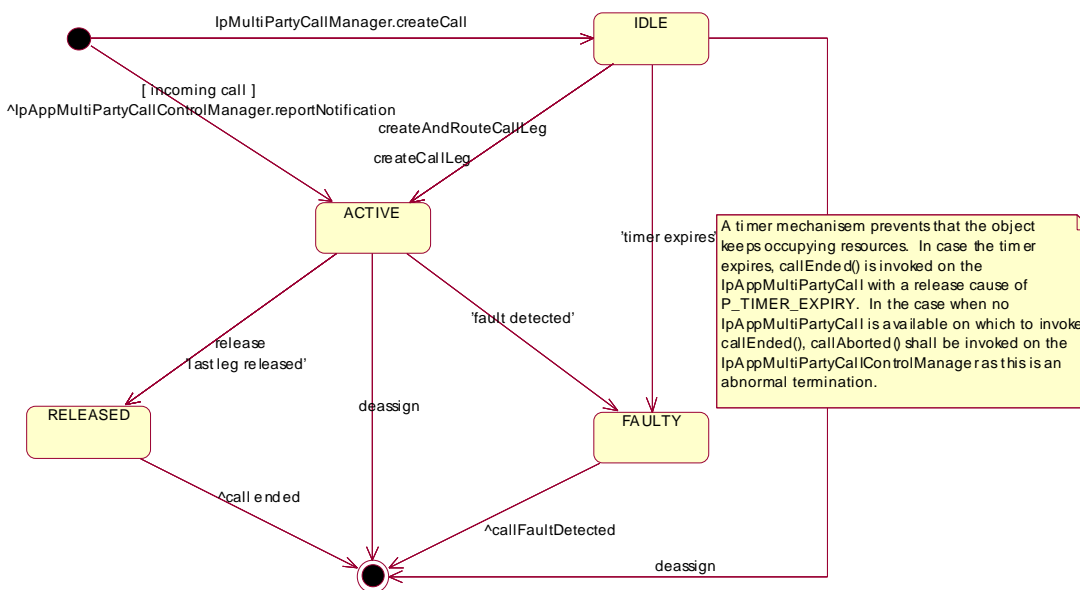 IpMultiPartyCallManager.createCall
IDLE
[ incoming call ]
^IpAppMultiPartyCallControlManager.reportNotification
createAndRouteCallLeg
createCallLeg
ACTIVE
'timer expires'
A timer mechanisem prevents that the object
keeps occupying resources. In case the timer
expires, callEnded() is invoked on the
IpAppMultiPartyCall with a release cause of
P_TIMER_EXPIRY. In the case when no
IpAppMultiPartyCall is available on which to invoke
callEnded(), callAborted() shall be invoked on the
IpAppMultiPartyCallControlManager as this is an
abnormal termination.
'fault detected'
release
'last leg released'
deassign
RELEASED
FAULTY
^call ended
^callFaultDetected
deassign